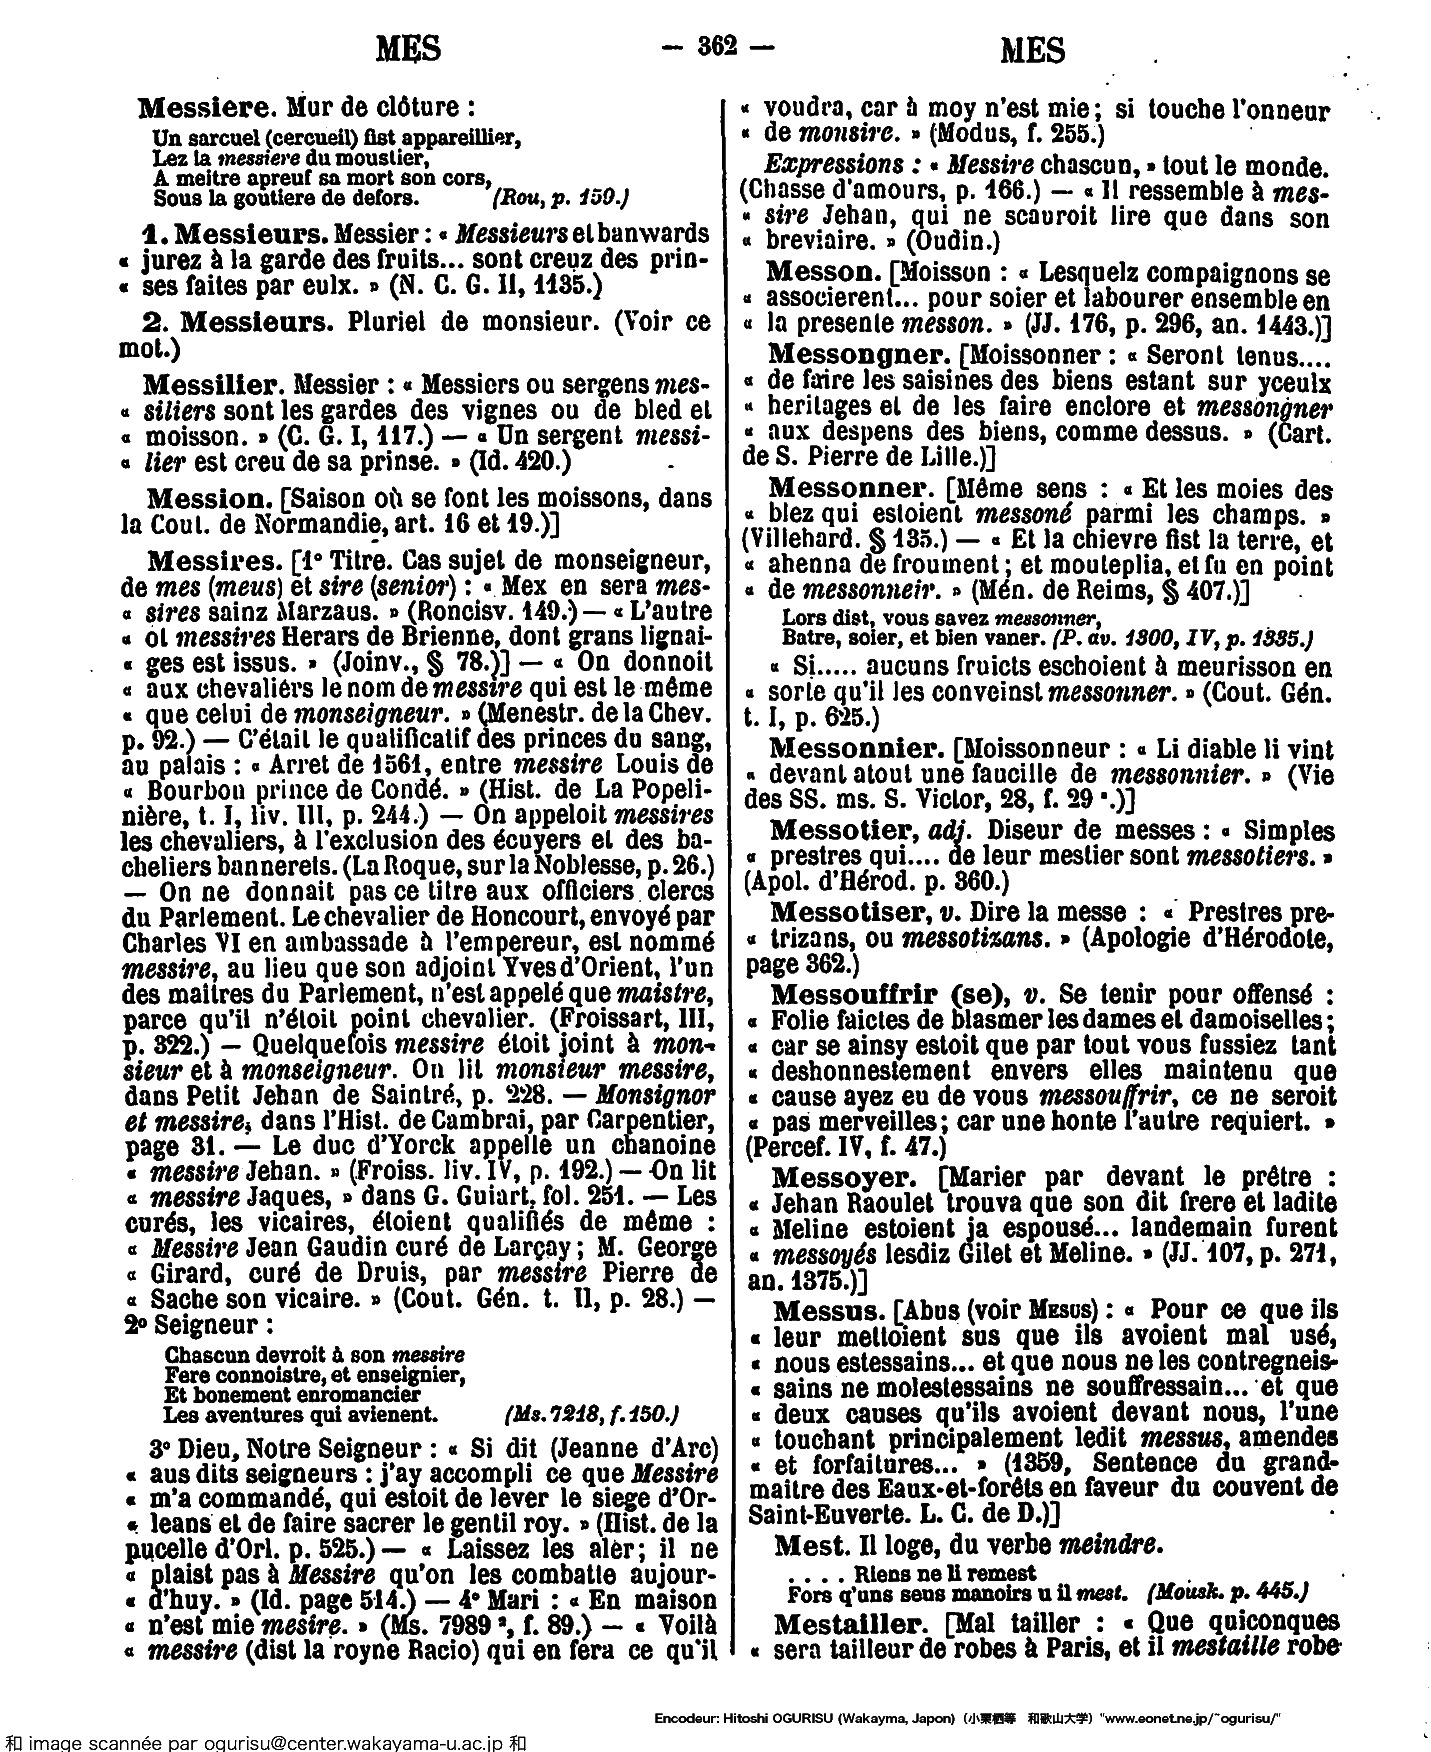 MES
— 362 —
MES
Messiere. Mur de clôture :
Un sarcuel (cercueil) fist appareillier,
Lez la messiere du moustier,
A meitre apreuf sa mort son cors,
Sous la goutiere de defors. (Rou, p. 159.)
1. Messieurs. Messier : « Messieurs et banwards
« jurez à la garde des fruits... sont creuz des prin-
« ses faites par eulx. » (N. C. G. II, 1135.)
2. Messieurs. Pluriel de monsieur. (Voir ce
mot.)
Messilier. Messier : « Messiers ou sergens mes-
« siliers sont les gardes des vignes ou de bled et
« moisson. » (C. G. I, 117.) — « Un sergent messi-
« lier est creu de sa prinse. » (Id. 420.)
Mession. [Saison où se font les moissons, dans
la Cout. de Normandie, art. 16 et 19.)]
Messires. [1° Titre. Cas sujet de monseigneur,
de mes (meus) et sire (senior) : « Mex en sera mes-
« sires sainz Marzaus. » (Roncisv. 149.) — « L'autre
« ot messires Herars de Brienne, dont grans lignai-
« ges est issus. » (Joinv., § 78.)] — « On donnoit
« aux chevaliérs le nom de messire qui est le même
« que celui de monseigneur. » (Menestr. de la Chev.
p. 92.) — C'était le qualificatif des princes du sang,
au palais : « Arret de 1561, entre messire Louis de
« Bourbon prince de Condé. » (Hist. de La Popeli-
nière, t. I, liv. III, p. 244.) — On appeloit messires
les chevaliers, à l'exclusion des écuyers et des ba-
cheliers bannerets. (La Roque, sur la Noblesse, p. 26.)
— On ne donnait pas ce titre aux officiers clercs
du Parlement. Le chevalier de Honcourt, envoyé par
Charles VI en ambassade à l'empereur, est nommé
messire, au lieu que son adjoint Yves d'Orient, l'un
des maitres du Parlement, n'est appelé que maistre,
parce qu'il n'étoit point chevalier. (Froissart, III,
p. 322.) — Quelquefois messire étoit joint à mon-
sieur et à monseigneur. On lit monsieur messire,
dans Petit Jehan de Saintré, p. 228. — Monsignor
et messire, dans l'Hist. de Cambrai, par Carpentier,
page 31. — Le duc d'Yorck appelle un chanoine
« messire Jehan. » (Froiss. liv. IV, p. 192.) — On lit
« messire Jaques, » dans G. Guiart, fol. 251. — Les
curés, les vicaires, étoient qualifiés de même :
« Messire Jean Gaudin curé de Larçay ; M. George
« Girard, curé de Druis, par messire Pierre de
« Sache son vicaire. » (Cout. Gén. t. II, p. 28.) —
2° Seigneur :
Chascun devroit à son messire
Fere connoistre, et enseignier,
Et bonement enromancier
Les aventures qui avienent. (Ms. 7218, f. 150.)
3° Dieu, Notre Seigneur : « Si dit (Jeanne d'Arc)
« aus dits seigneurs : j'ay accompli ce que Messire
« m'a commandé, qui estoit de lever le siege d'Or-
« leans et de faire sacrer le gentil roy. » (Hist. de la
pucelle d'Orl. p. 525.) — « Laissez les aler ; il ne
« plaist pas à Messire qu'on les combatte aujour-
« d'huy. » (Id. page 514.) — 4° Mari : « En maison
« n'est mie mesire. » (Ms. 7989 ², f. 89.) — « Voilà
« messire (dist la royne Racio) qui en fera ce qu'il
« voudra, car à moy n'est mie ; si touche l'onneur
« de monsire. » (Modus, f. 255.)
Expressions : « Messire chascun, » tout le monde.
(Chasse d'amours, p. 166.) — « Il ressemble à mes-
« sire Jehan, qui ne scauroit lire que dans son
« breviaire. » (Oudin.)
Messon. [Moisson : « Lesquelz compaignons se
« associerent... pour soier et labourer ensemble en
« la presente messon. » (JJ. 176, p. 296, an. 1443.)]
Messongner. [Moissonner : « Seront tenus....
« de faire les saisines des biens estant sur yceulx
« heritages et de les faire enclore et messongner
« aux despens des biens, comme dessus. » (Cart.
de S. Pierre de Lille.)]
Messonner. [Même sens : « Et les moies des
« blez qui estoient messoné parmi les champs. »
(Villehard. § 135.) — « Et la chievre fist la terre, et
« ahenna de froument ; et mouteplia, et fu en point
« de messonneir. » (Mén. de Reims, § 407.)]
Lors dist, vous savez messonner,
Batre, soier, et bien vaner. (P. av. 1300, IV, p. 1335.)
« Si..... aucuns fruicts eschoient à meurisson en
« sorte qu'il les conveinst messonner. » (Cout. Gén.
t. I, p. 625.)
Messonnier. [Moissonneur : « Li diable li vint
« devant atout une faucille de messonnier. » (Vie
des SS. ms. S. Victor, 28, f. 29 ª.)]
Messotier, adj. Diseur de messes : « Simples
« prestres qui.... de leur mestier sont messotiers. »
(Apol. d'Hérod. p. 360.)
Messotiser, v. Dire la messe : « Prestres pre-
« trizans, ou messotizans. » (Apologie d'Hérodote,
page 362.)
Messouffrir (se), v. Se tenir pour offensé :
« Folie faictes de blasmer les dames et damoiselles ;
« car se ainsy estoit que par tout vous fussiez tant
« deshonnestement envers elles maintenu que
« cause ayez eu de vous messouffrir, ce ne seroit
« pas merveilles ; car une honte l'autre requiert. »
(Percef. IV, f. 47.)
Messoyer. [Marier par devant le prêtre :
« Jehan Raoulet trouva que son dit frere et ladite
« Meline estoient ja espousé... landemain furent
« messoyés lesdiz Gilet et Meline. » (JJ. 107, p. 271,
an. 1375.)]
Messus. [Abus (voir MESUS) : « Pour ce que ils
« leur mettoient sus que ils avoient mal usé,
« nous estessains... et que nous ne les contregneis-
« sains ne molestessains ne souffressain... et que
« deux causes qu'ils avoient devant nous, l'une
« touchant principalement ledit messus, amendes
« et forfaitures... » (1359, Sentence du grand-
maitre des Eaux-et-forêts en faveur du couvent de
Saint-Euverte. L. C. de D.)]
Mest. Il loge, du verbe meindre.
. . . . Riens ne li remest
Fors q'uns seus manoirs u il mest. (Mousk. p. 445.)
Mestailler. [Mal tailler : « Que quiconques
« sera tailleur de robes à Paris, et il mestaille robe
Encodeur: Hitoshi OGURISU (Wakayma, Japon)（小栗栖等 和歌山大学）"www.eonet.ne.jp/~ogurisu/"
和 image scannée par ogurisu@center.wakayama-u.ac.jp 和